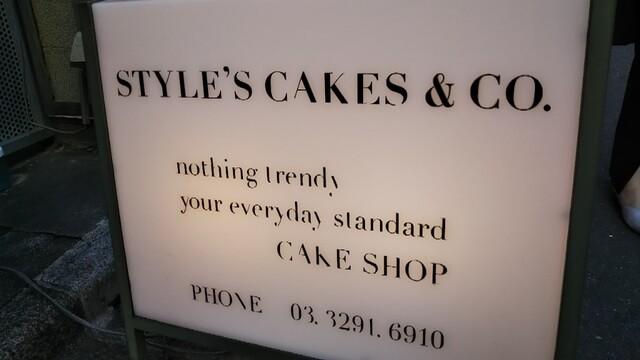 STYLE'S CAKES & CO.
nothing trendy
your everyday standard
CAKE SHOP
PHONE 03. 3291. 6910